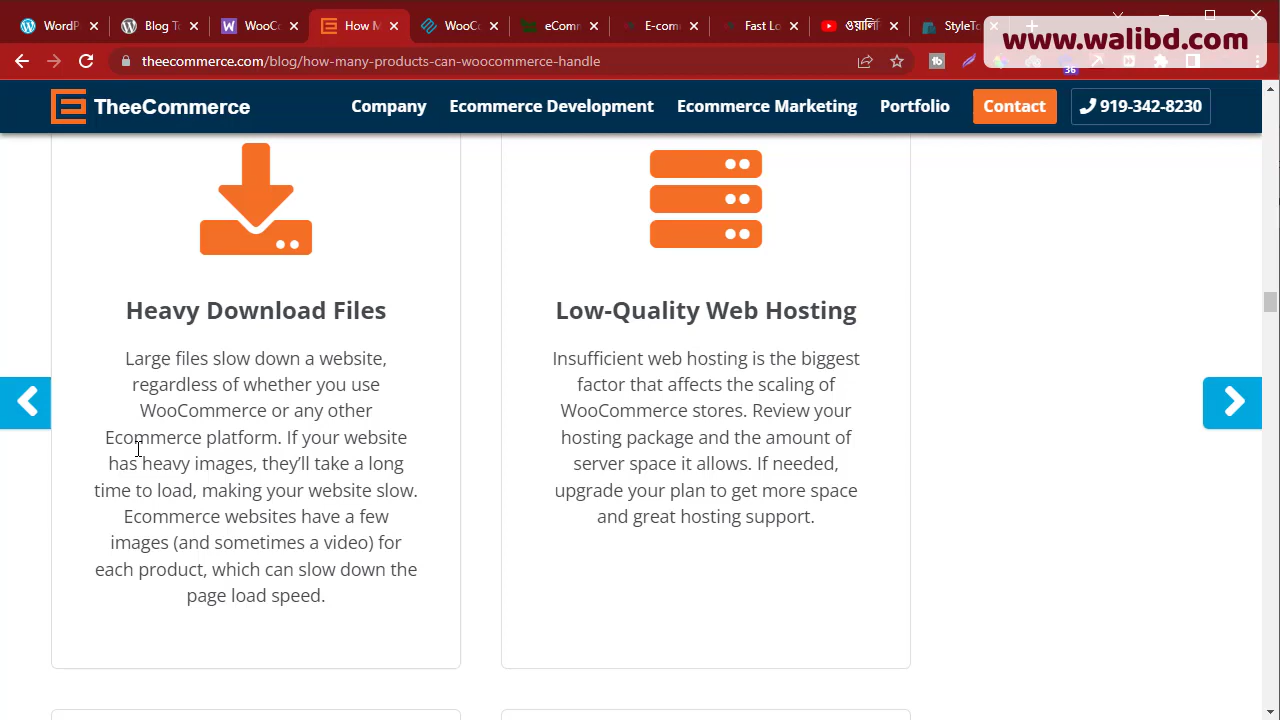 WordP
Blog To
WooCo
How M
WooCo
eComm
E-com
Fast Lo
ওয়ালি
StyleTo
www.walibd.com
theecommerce.com/blog/how-many-products-can-woocommerce-handle
36
TheeCommerce
Company
Ecommerce Development
Ecommerce Marketing
Portfolio
Contact
919-342-8230
Heavy Download Files
Large files slow down a website,
regardless of whether you use
WooCommerce or any other
Ecommerce platform. If your website
has heavy images, they’ll take a long
time to load, making your website slow.
Ecommerce websites have a few
images (and sometimes a video) for
each product, which can slow down the
page load speed.
Low-Quality Web Hosting
Insufficient web hosting is the biggest
factor that affects the scaling of
WooCommerce stores. Review your
hosting package and the amount of
server space it allows. If needed,
upgrade your plan to get more space
and great hosting support.